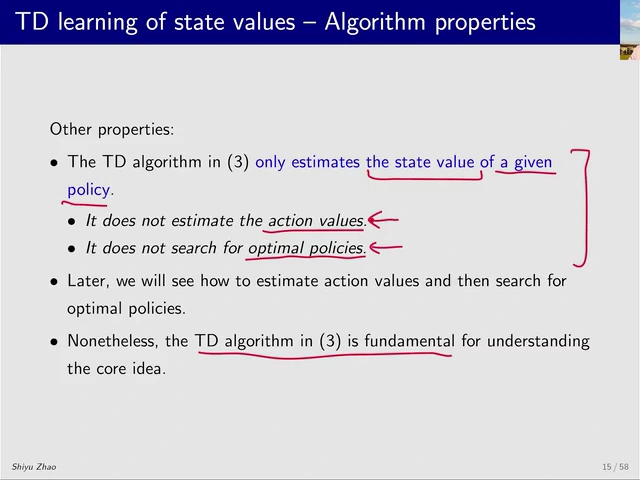 TD learning of state values – Algorithm properties
Other properties:
• The TD algorithm in (3) only estimates the state value of a given
policy.
• It does not estimate the action values.
• It does not search for optimal policies.
• Later, we will see how to estimate action values and then search for
optimal policies.
• Nonetheless, the TD algorithm in (3) is fundamental for understanding
the core idea.
Shiyu Zhao
15 / 58